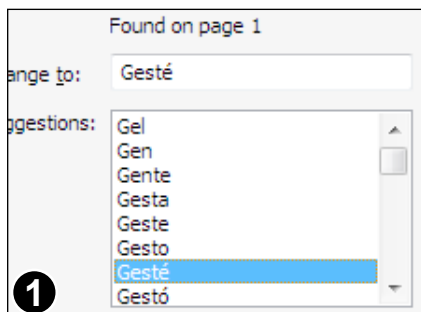 Found on page 1
ange to: Gesté
ggestions: Gel
Gen
Gente
Gesta
Geste
Gesto
Gesté
Gestó
1